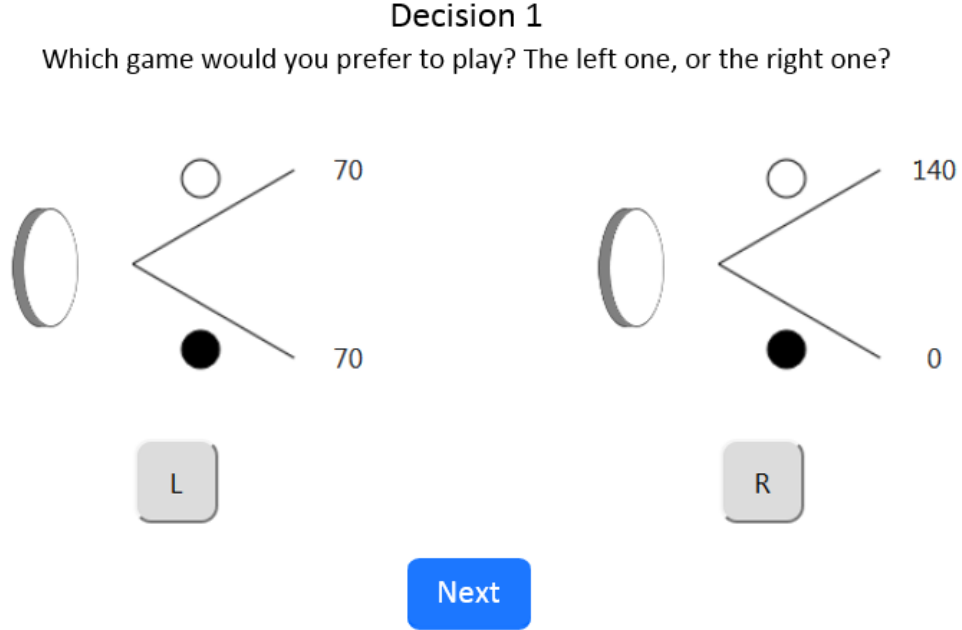 Decision 1
Which game would you prefer to play? The left one, or the right one?
70
140
70
0
L
R
Next